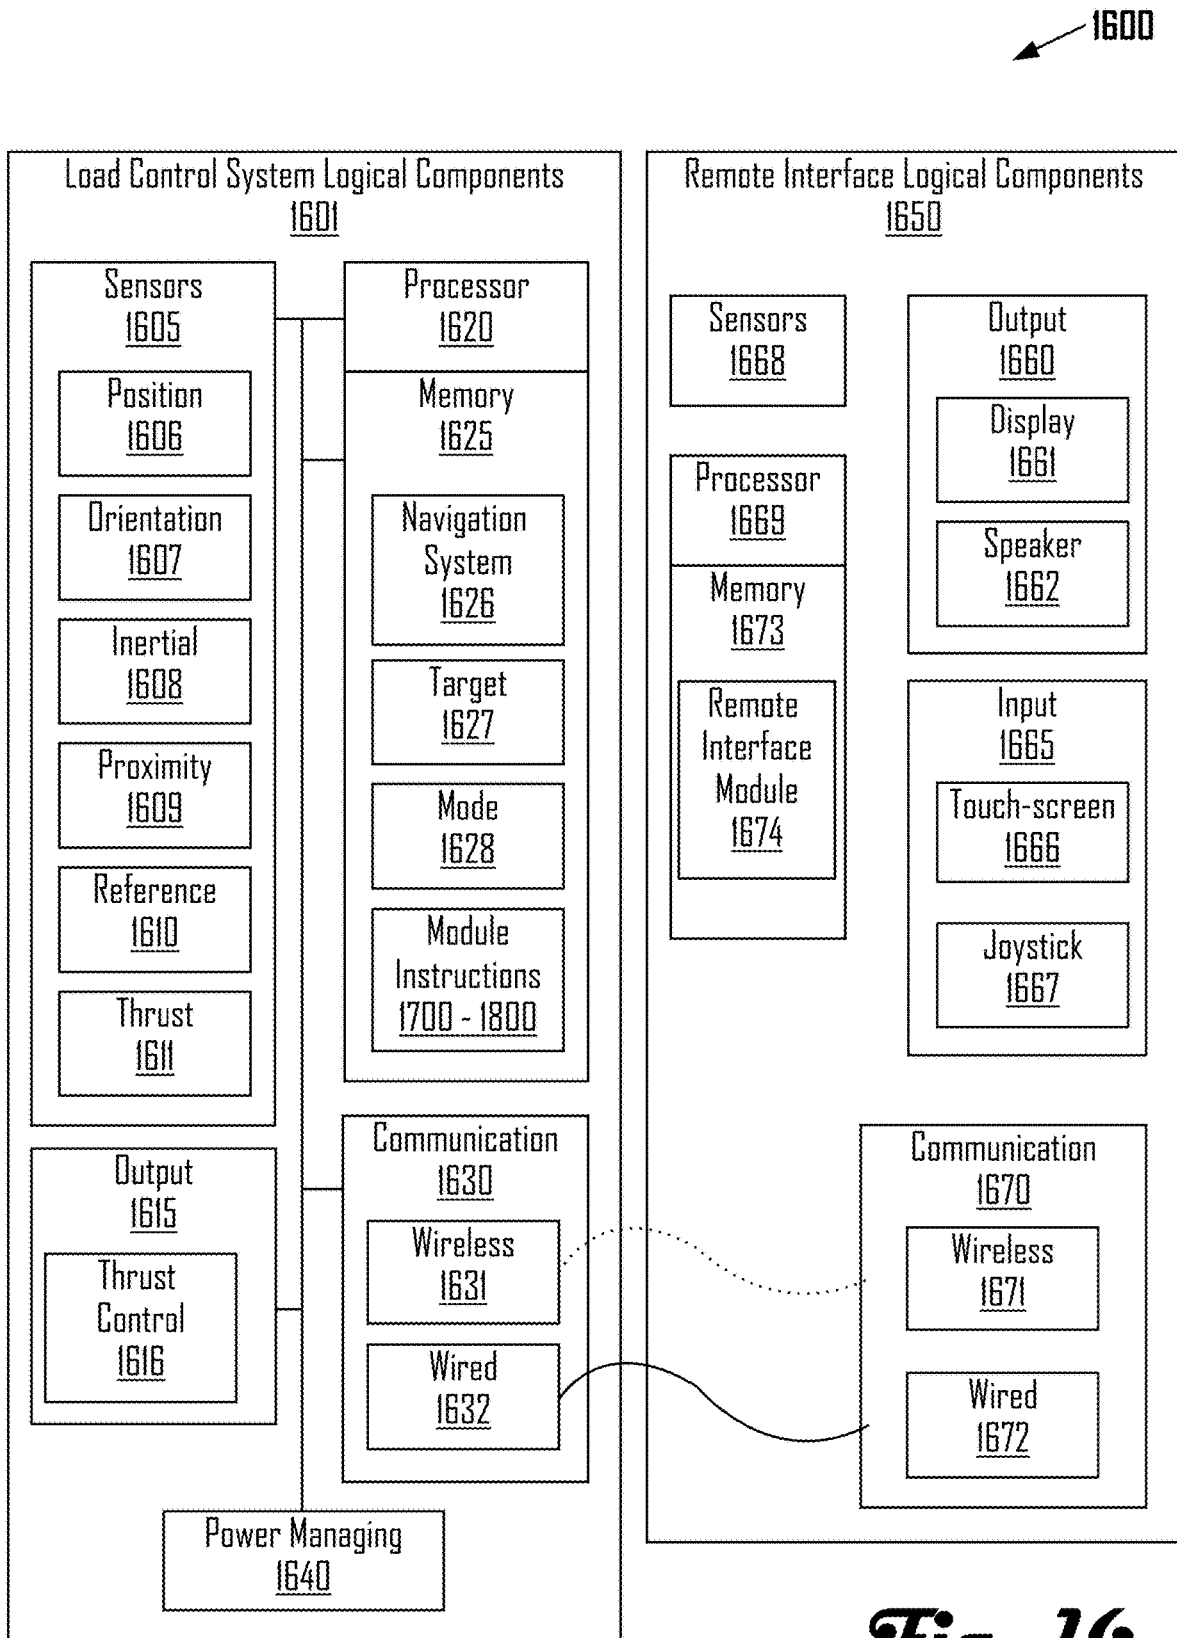 1600
Load Control System Logical Components
1601
Sensors
1605
Position
1606
Orientation
1607
Inertial
1608
Proximity
1609
Reference
1610
Thrust
1611
Output
1615
Thrust
Control
1616
Processor
1620
Memory
1625
Navigation
System
1626
Target
1627
Mode
1628
Module
Instructions
1700 - 1800
Communication
1630
Wireless
1631
Wired
1632
Power Managing
1640
Remote Interface Logical Components
1650
Sensors
1668
Processor
1669
Memory
1673
Remote
Interface
Module
1674
Output
1660
Display
1661
Speaker
1662
Input
1665
Touch-screen
1666
Joystick
1667
Communication
1670
Wireless
1671
Wired
1672
Fig. 16